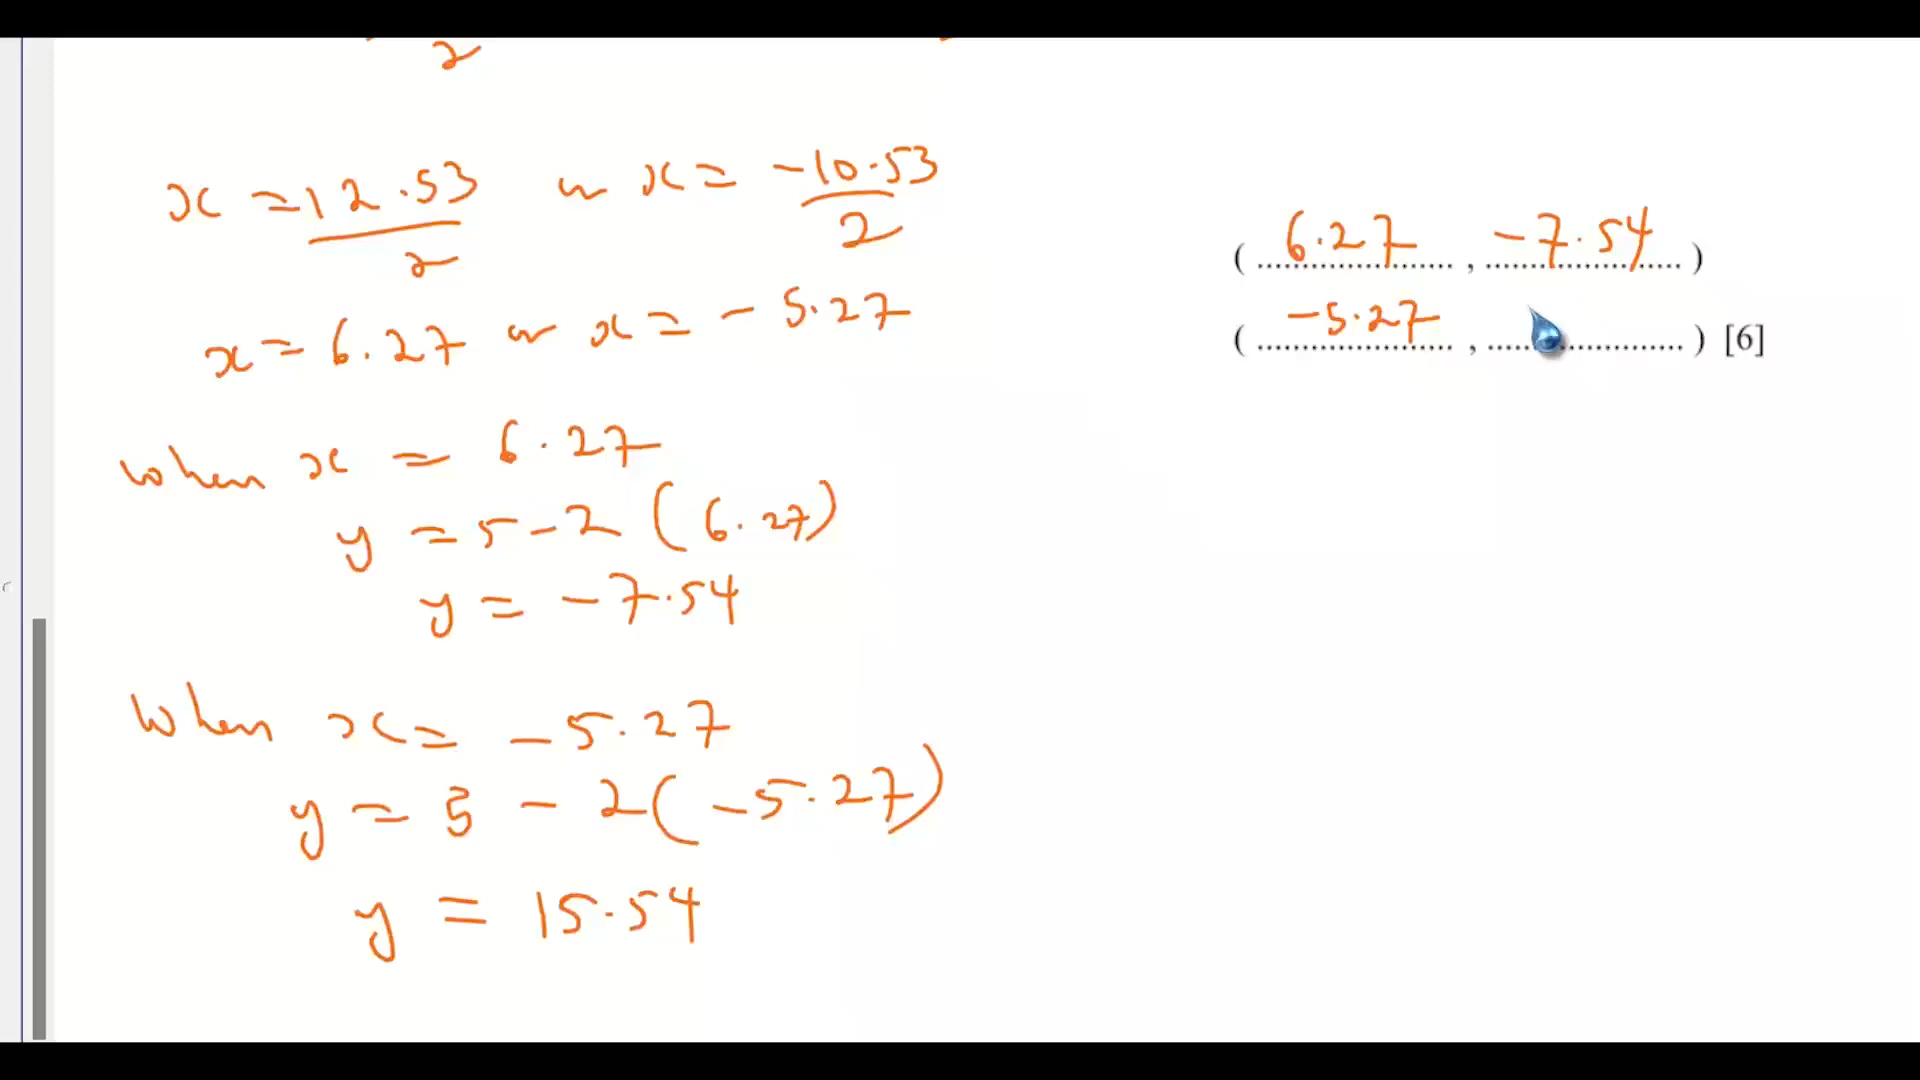 2
x = 12.53 or x = -10.53
2 2
x = 6.27 or x = - 5.27
when x = 6.27
y = 5 - 2 ( 6.27)
y = - 7.54
When x = - 5.27
y = 5 - 2( - 5.27)
y = 15.54
( 6.27 , - 7.54 )
( - 5.27 , ) [6]